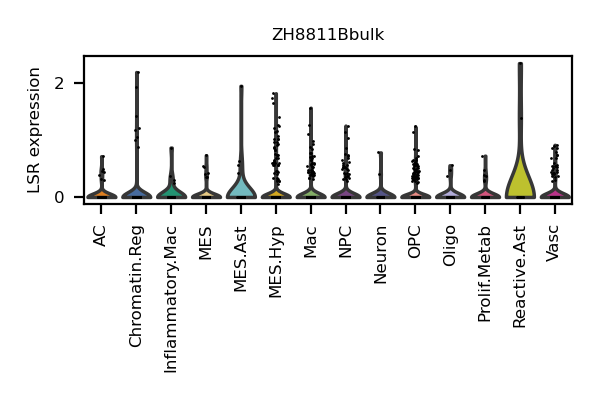 ZH8811Bbulk
LSR expression
2
0
AC
Chromatin.Reg
Inflammatory.Mac
MES
MES.Ast
MES.Hyp
Mac
NPC
Neuron
OPC
Oligo
Prolif.Metab
Reactive.Ast
Vasc